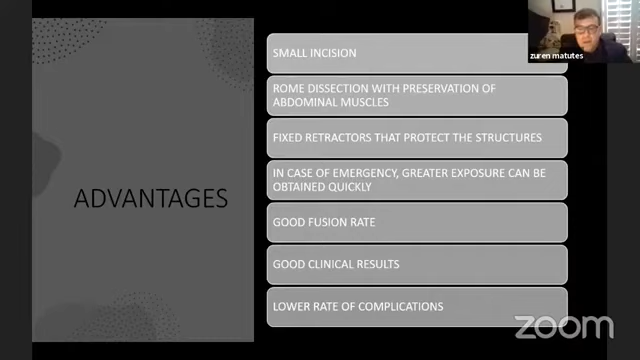 ADVANTAGES
SMALL INCISION
ROME DISSECTION WITH PRESERVATION OF
ABDOMINAL MUSCLES
FIXED RETRACTORS THAT PROTECT THE STRUCTURES
IN CASE OF EMERGENCY, GREATER EXPOSURE CAN BE
OBTAINED QUICKLY
GOOD FUSION RATE
GOOD CLINICAL RESULTS
LOWER RATE OF COMPLICATIONS
zuren matutes
zoom